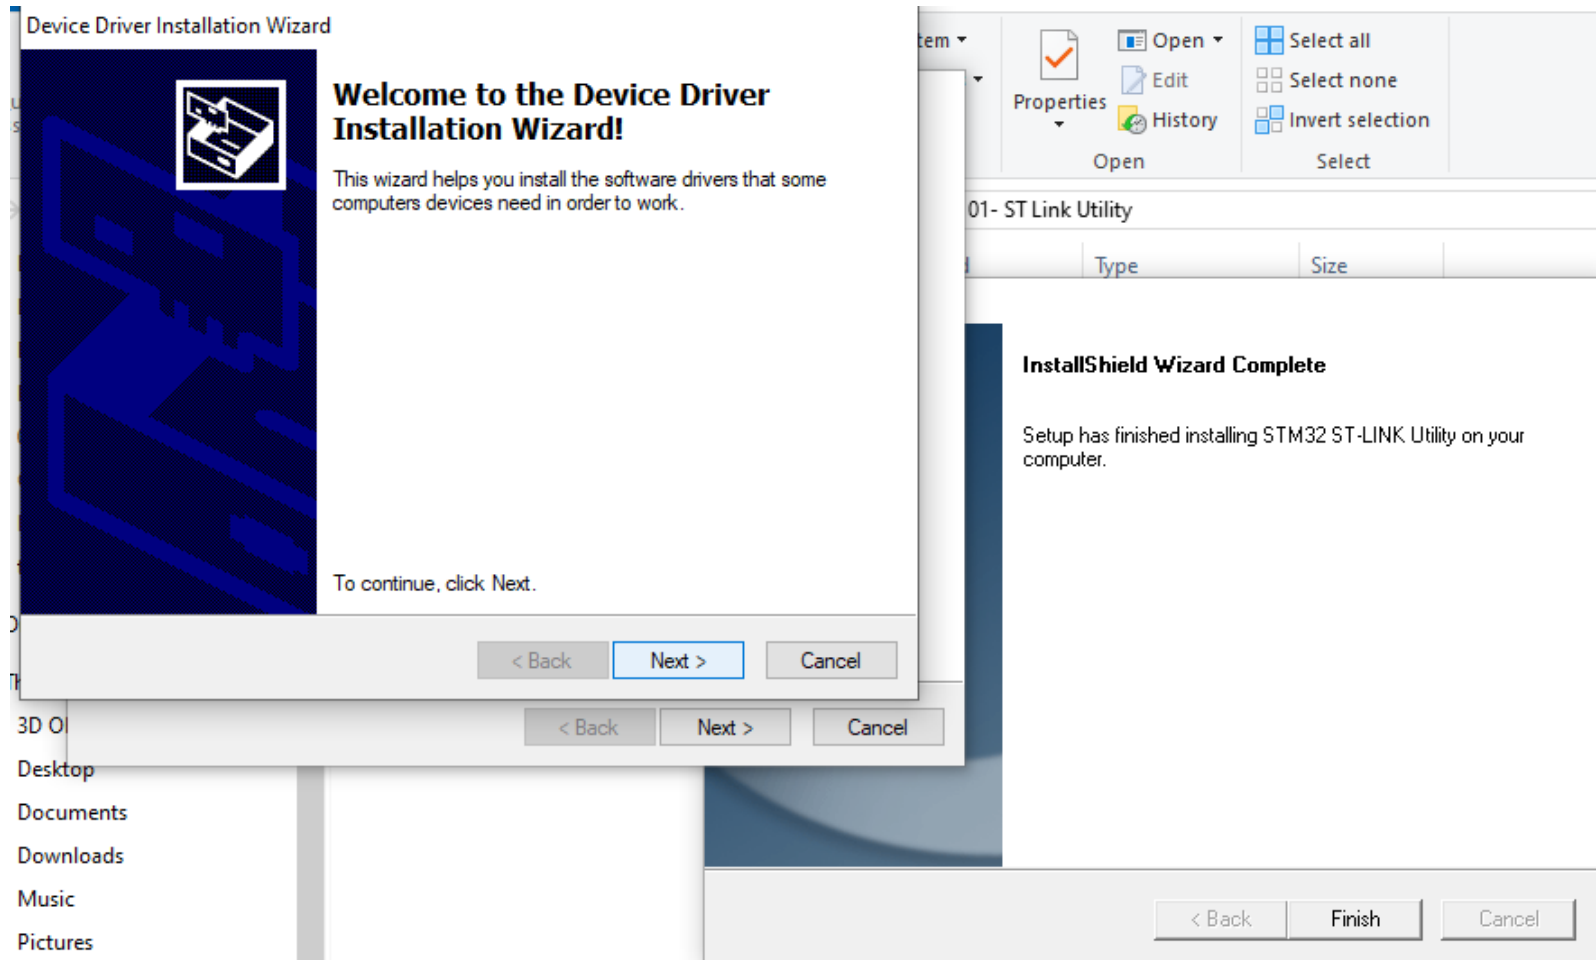 Device Driver Installation Wizard
Welcome to the Device Driver
Installation Wizard!
This wizard helps you install the software drivers that some
computers devices need in order to work.
To continue, click Next.
< Back
Next >
Cancel
< Back
Next >
Cancel
Properties
Open
Edit
History
Open
Select all
Select none
Invert selection
Select
01- ST Link Utility
Type
Size
InstallShield Wizard Complete
Setup has finished installing STM32 ST-LINK Utility on your
computer.
< Back
Finish
Cancel
3D
Desktop
Documents
Downloads
Music
Pictures